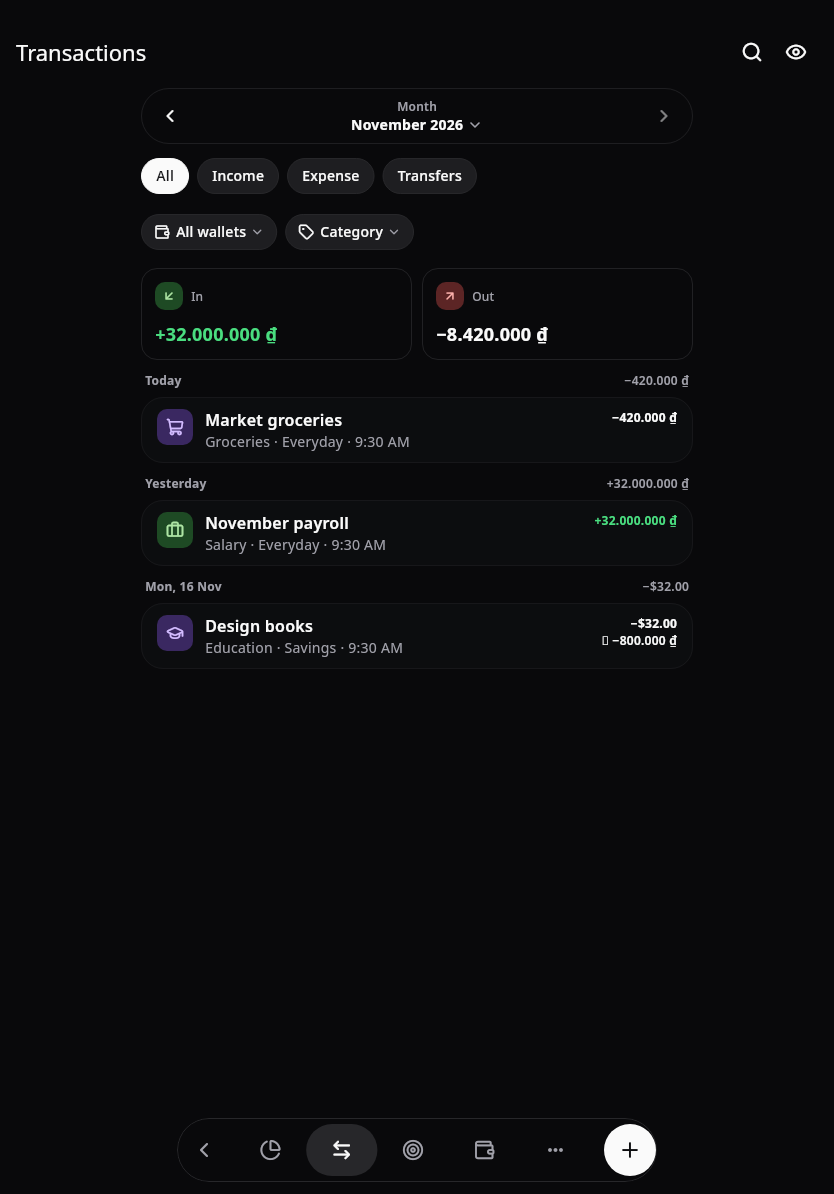 Transactions
Month
November 2026
All Income Expense Transfers
All wallets Category
In
+32.000.000 ₫
Out
−8.420.000 ₫
Today −420.000 ₫
Market groceries −420.000 ₫
Groceries · Everyday · 9:30 AM
Yesterday +32.000.000 ₫
November payroll +32.000.000 ₫
Salary · Everyday · 9:30 AM
Mon, 16 Nov −$32.00
Design books −$32.00
Education · Savings · 9:30 AM −800.000 ₫